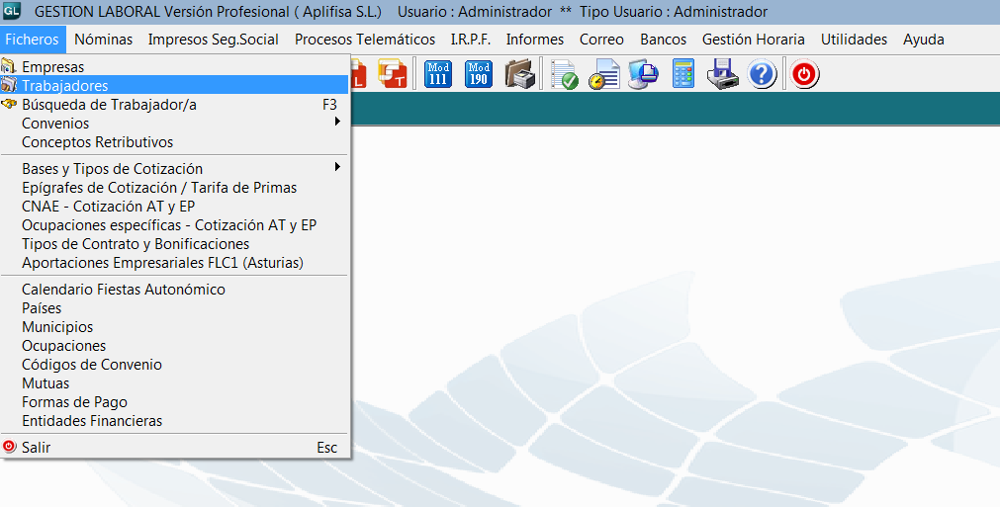 GL GESTION LABORAL Versión Profesional ( Aplifisa S.L.) Usuario : Administrador ** Tipo Usuario : Administrador
Ficheros Nóminas Impresos Seg.Social Procesos Telemáticos I.R.P.F. Informes Correo Bancos Gestión Horaria Utilidades Ayuda
Mod 111 Mod 190
Empresas
Trabajadores
Búsqueda de Trabajador/a F3
Convenios
Conceptos Retributivos
Bases y Tipos de Cotización
Epígrafes de Cotización / Tarifa de Primas
CNAE - Cotización AT y EP
Ocupaciones específicas - Cotización AT y EP
Tipos de Contrato y Bonificaciones
Aportaciones Empresariales FLC1 (Asturias)
Calendario Fiestas Autonómico
Países
Municipios
Ocupaciones
Códigos de Convenio
Mutuas
Formas de Pago
Entidades Financieras
Salir Esc